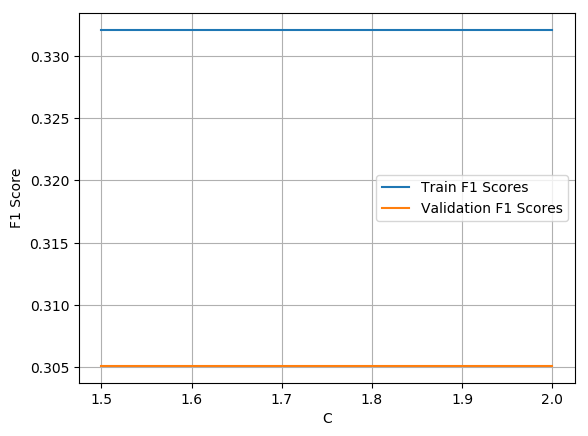 0.330
0.325
0.320
0.315
0.310
0.305
F1 Score
Train F1 Scores
Validation F1 Scores
1.5 1.6 1.7 1.8 1.9 2.0
C